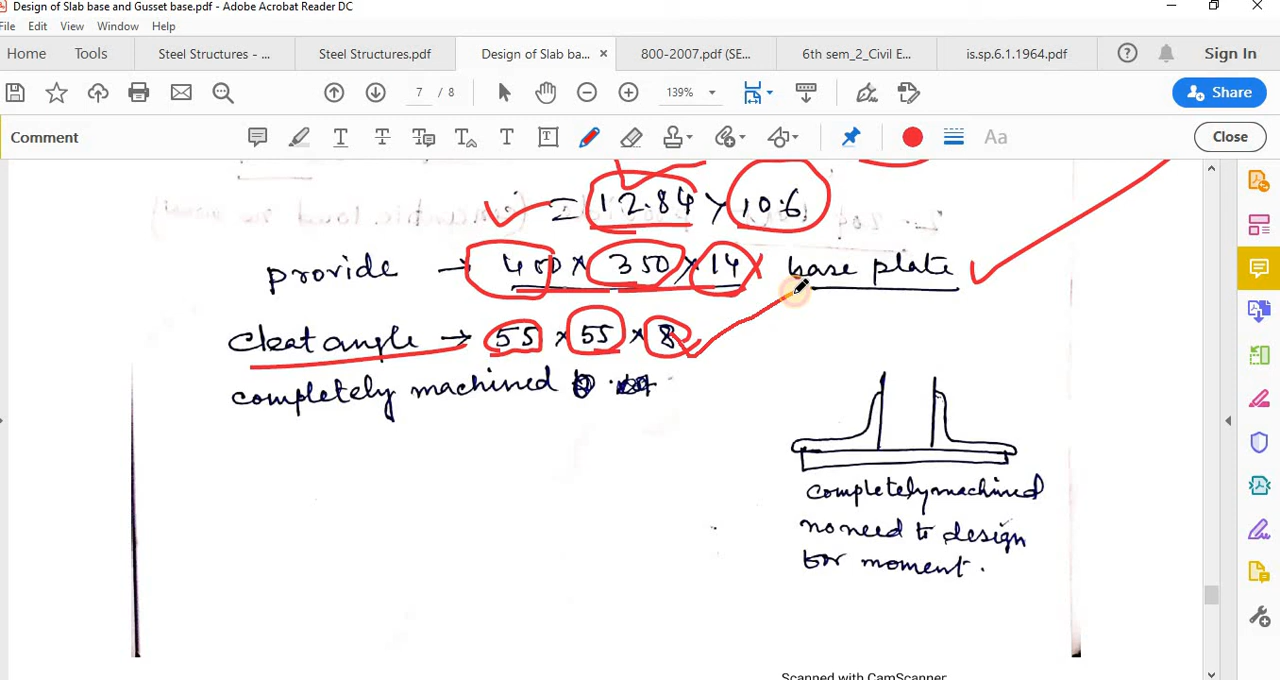 Design of Slab base and Gusset base.pdf - Adobe Acrobat Reader DC
File Edit View Window Help
Home Tools Steel Structures - ... Steel Structures.pdf Design of Slab ba... × 800-2007.pdf (SE... 6th sem_2_Civil E... is.sp.6.1.1964.pdf Sign In
7 / 8 139% Share
Comment Close
= 12.84 > 10.6
provide → 400 × 350 × 14 base plate
Cleat angle → 55 × 55 × 8
completely machined
completely machined
no need to design
for moment.
Scanned with CamScanner